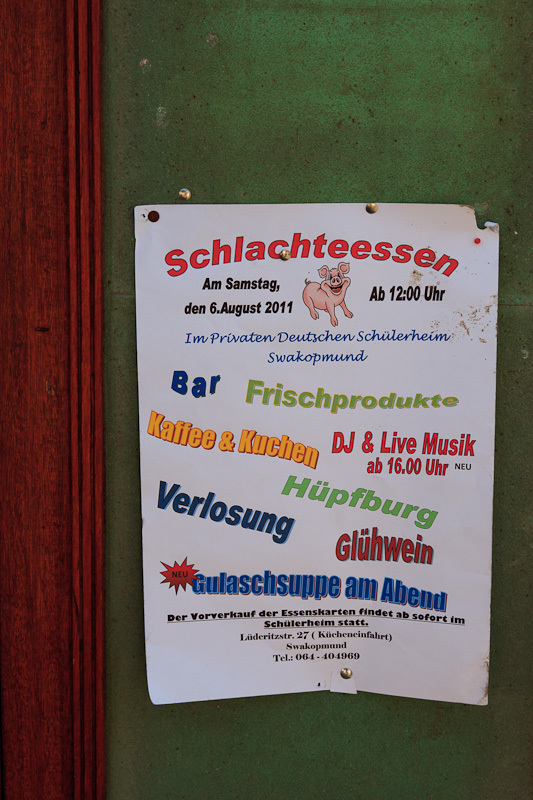 Schlachteessen
Am Samstag,
den 6.August 2011
Ab 12:00 Uhr
Im Privaten Deutschen Schülerheim
Swakopmund
Bar
Frischprodukte
Kaffee & Kuchen
DJ & Live Musik
ab 16.00 Uhr NEU
Hüpfburg
Verlosung
Glühwein
NEU
Gulaschsuppe am Abend
Der Vorverkauf der Essenskarten findet ab sofort im
Schülerheim statt.
Lüderitzstr. 27 ( Kücheneinfahrt)
Swakopmund
Tel.: 064 - 404969